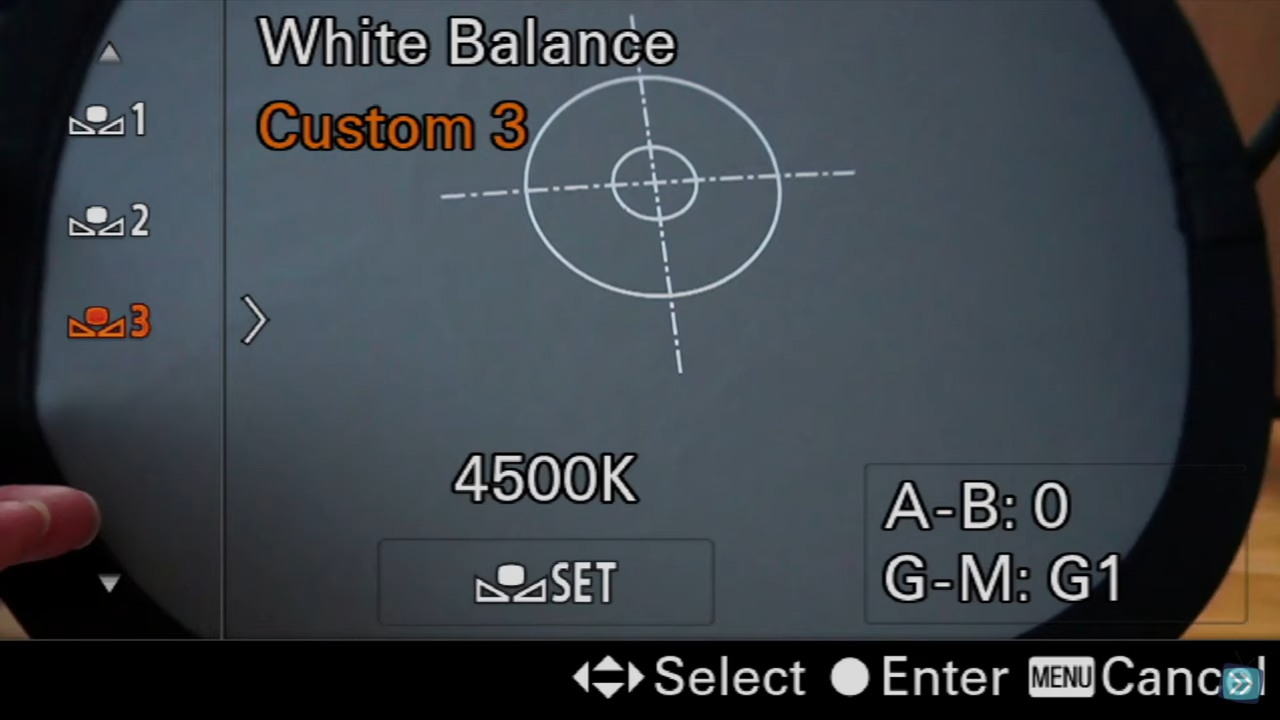 White Balance
Custom 3
1
2
3
4500K
SET
A-B: 0
G-M: G1
Select Enter MENU Cancel